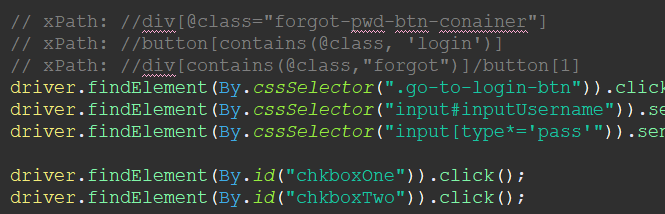 // xPath: //div[@class="forgot-pwd-btn-conainer"]
// xPath: //button[contains(@class, 'login')]
// xPath: //div[contains(@class,"forgot")]/button[1]
driver.findElement(By.cssSelector(".go-to-login-btn")).click
driver.findElement(By.cssSelector("input#inputUsername")).se
driver.findElement(By.cssSelector("input[type*='pass'")).sen
driver.findElement(By.id("chkboxOne")).click();
driver.findElement(By.id("chkboxTwo")).click();